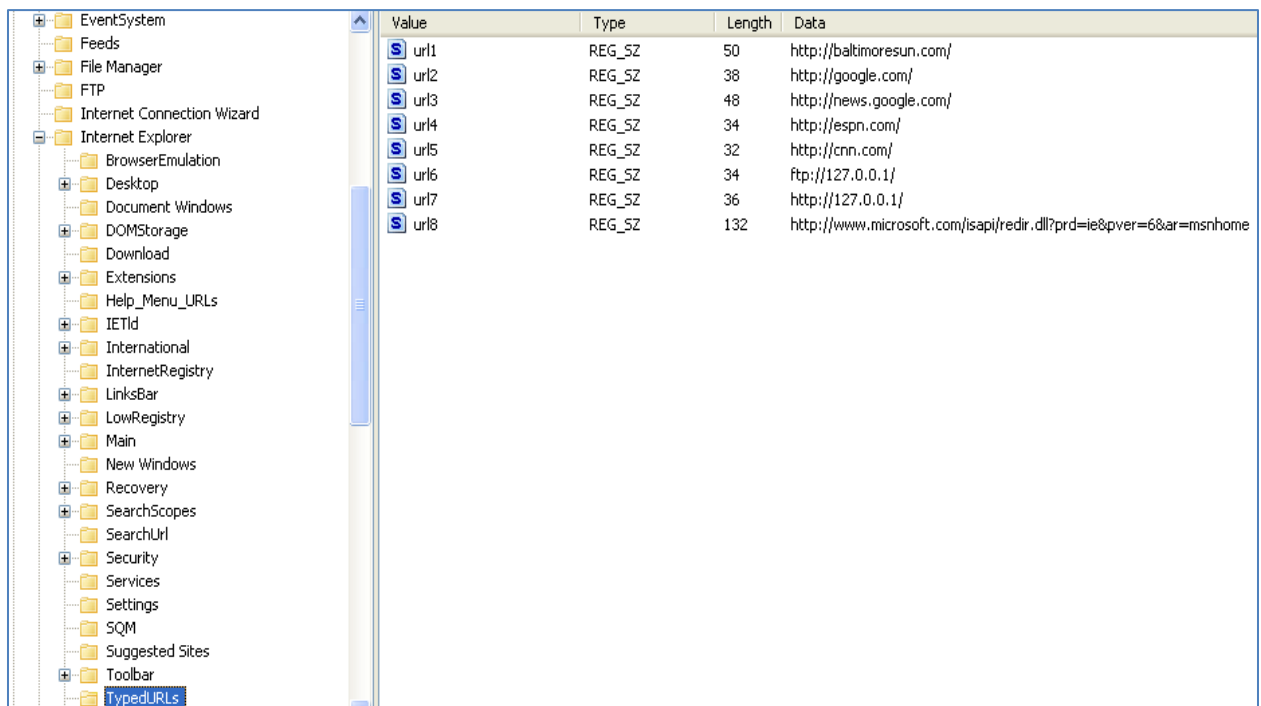 EventSystem
Feeds
File Manager
FTP
Internet Connection Wizard
Internet Explorer
BrowserEmulation
Desktop
Document Windows
DOMStorage
Download
Extensions
Help_Menu_URLs
IETld
International
InternetRegistry
LinksBar
LowRegistry
Main
New Windows
Recovery
SearchScopes
SearchUrl
Security
Services
Settings
SQM
Suggested Sites
Toolbar
TypedURLs
Value Type Length Data
url1 REG_SZ 50 http://baltimoresun.com/
url2 REG_SZ 38 http://google.com/
url3 REG_SZ 48 http://news.google.com/
url4 REG_SZ 34 http://espn.com/
url5 REG_SZ 32 http://cnn.com/
url6 REG_SZ 34 ftp://127.0.0.1/
url7 REG_SZ 36 http://127.0.0.1/
url8 REG_SZ 132 http://www.microsoft.com/isapi/redir.dll?prd=ie&pver=6&ar=msnhome